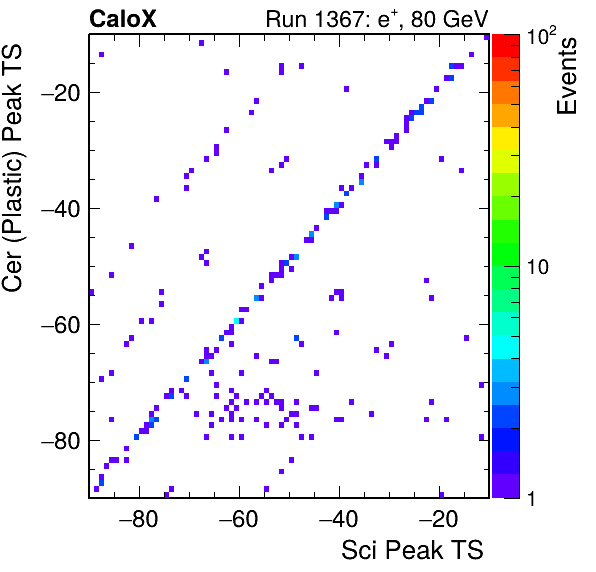 CaloX Run 1367: e⁺, 80 GeV
Cer (Plastic) Peak TS
−20
−40
−60
−80
−80 −60 −40 −20
Sci Peak TS
10²
10
1
Events